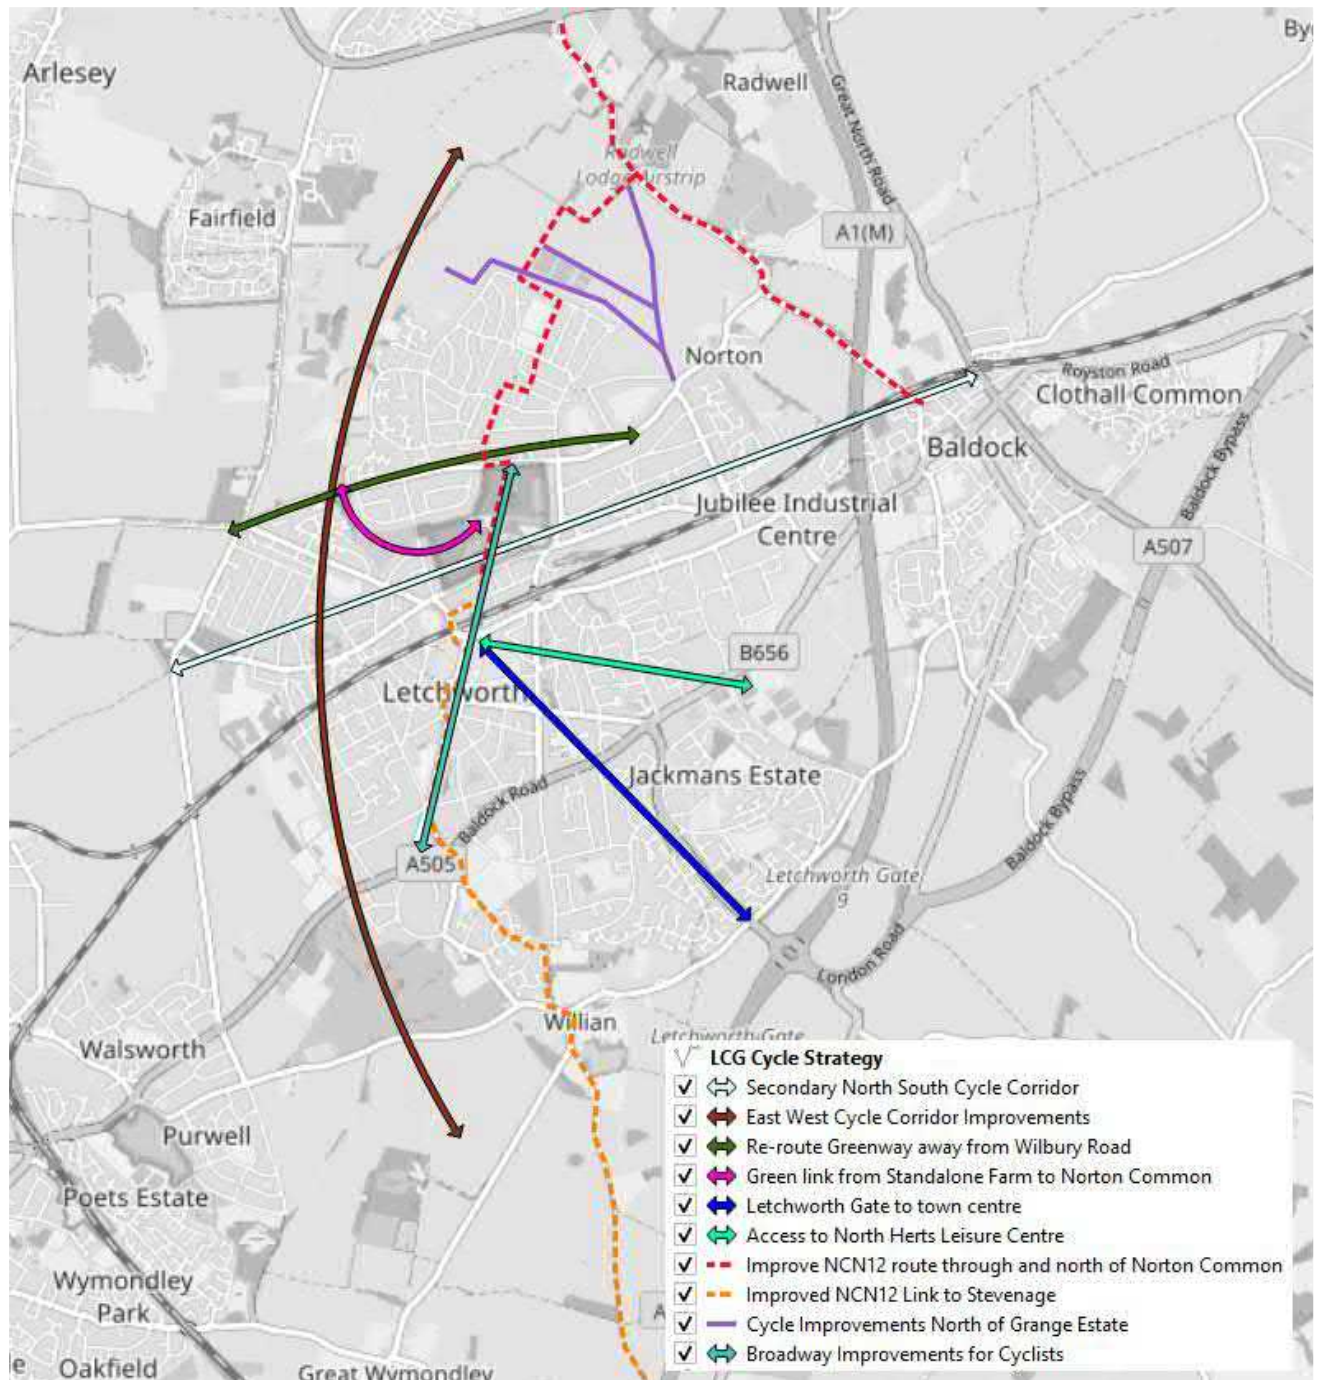 By
Arlesey
Radwell
Great North Road
Radwell
Lodge Airstrip
Fairfield
A1(M)
Norton
Royston Road
Clothall Common
Baldock
Baldock Bypass
Jubilee Industrial
Centre
A507
B656
Letchworth
Jackmans Estate
Baldock Road
Baldock Bypass
A505
Letchworth Gate
9
London Road
Willian
Letchworth Gate
Walsworth
Purwell
Poets Estate
Wymondley
Park
A
e
Oakfield
Great Wymondley
LCG Cycle Strategy
Secondary North South Cycle Corridor
East West Cycle Corridor Improvements
Re-route Greenway away from Wilbury Road
Green link from Standalone Farm to Norton Common
Letchworth Gate to town centre
Access to North Herts Leisure Centre
Improve NCN12 route through and north of Norton Common
Improved NCN12 Link to Stevenage
Cycle Improvements North of Grange Estate
Broadway Improvements for Cyclists